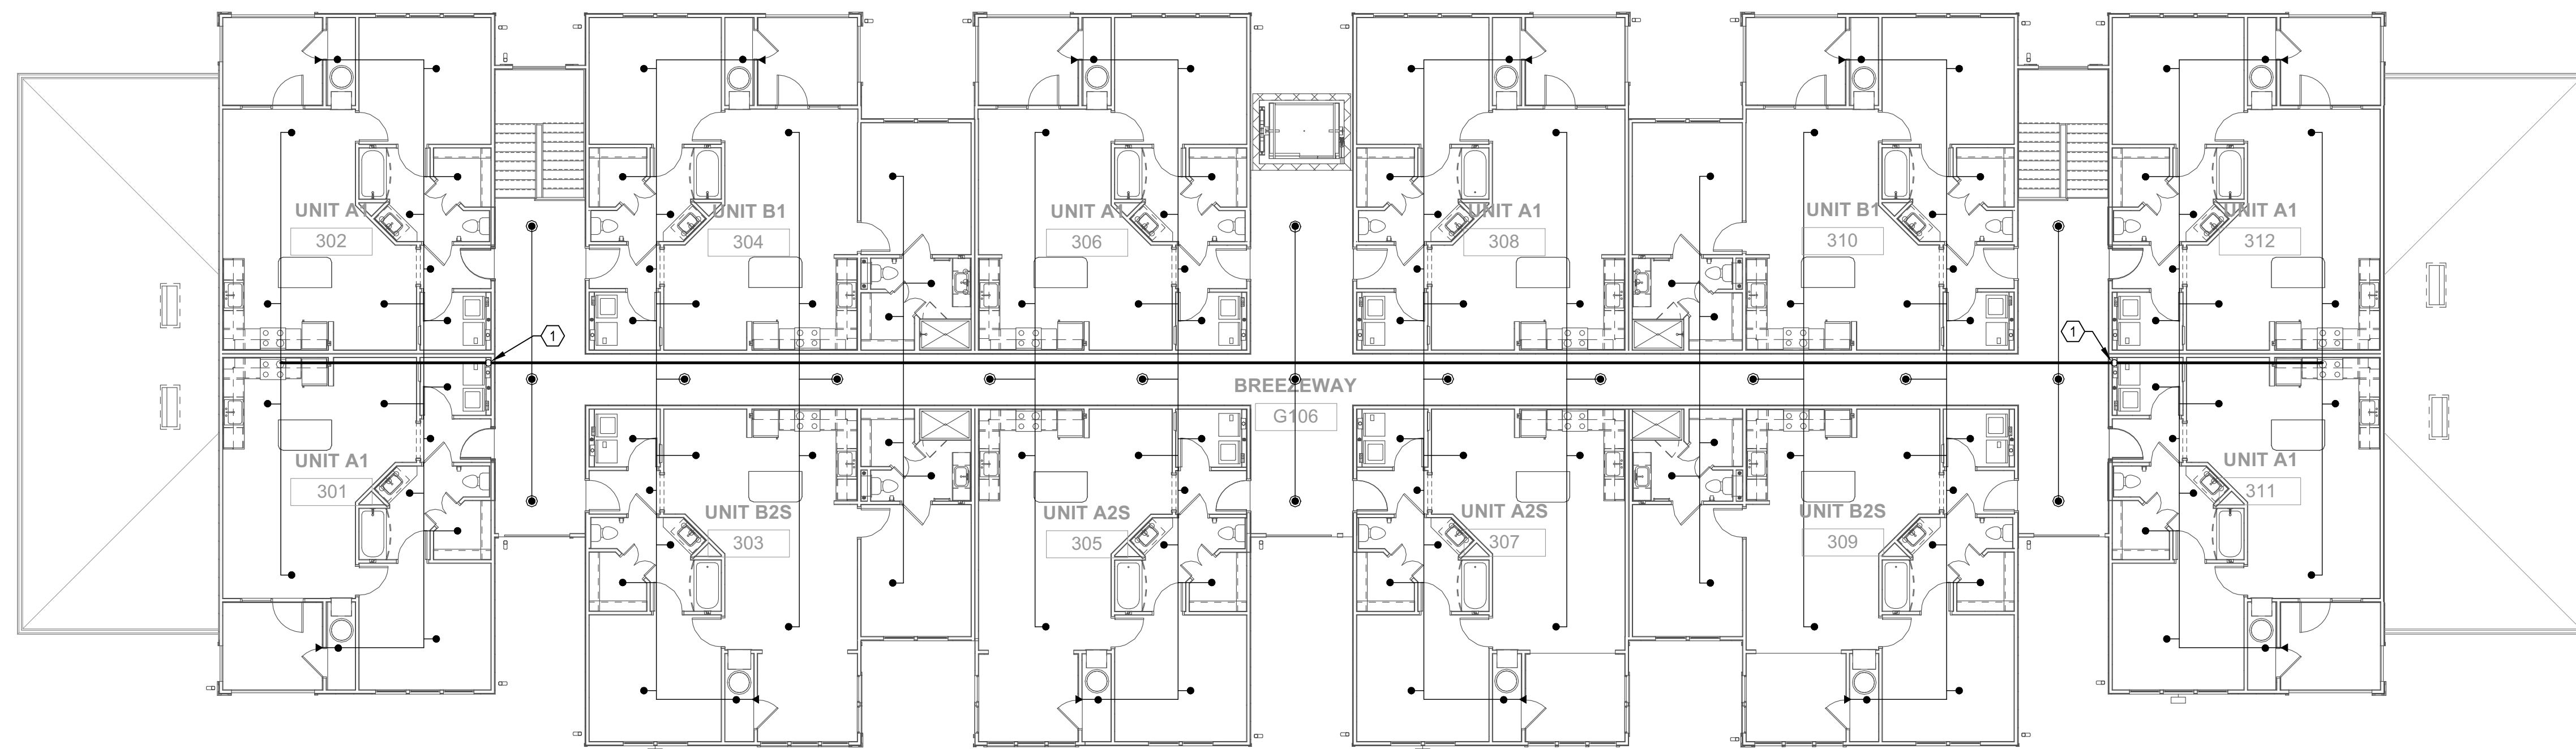 UNIT A1
302
UNIT B1
304
UNIT A1
306
UNIT A1
308
UNIT B1
310
UNIT A1
312
1
1
BREEZEWAY
G106
UNIT A1
301
UNIT B2S
303
UNIT A2S
305
UNIT A2S
307
UNIT B2S
309
UNIT A1
311